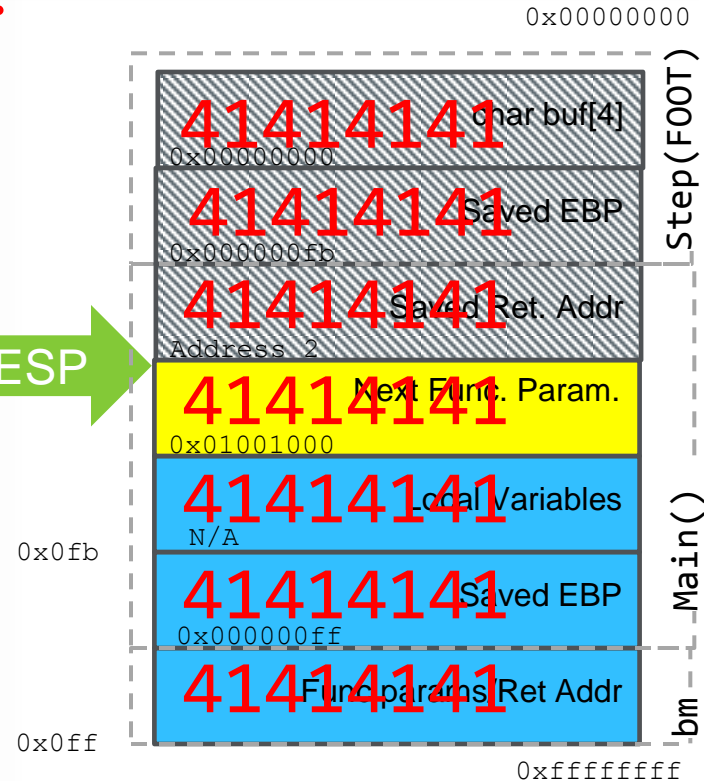 0x00000000
41414141
char buf[4]
0x00000000
41414141
Saved EBP
0x000000fb
41414141
Saved Ret. Addr
Address 2
ESP
41414141
Next Func. Param.
0x01001000
41414141
Local Variables
N/A
0x0fb
41414141
Saved EBP
0x000000ff
41414141
Func params/Ret Addr
0x0ff
0xffffffff
Step(FOOT)
Main()
bm